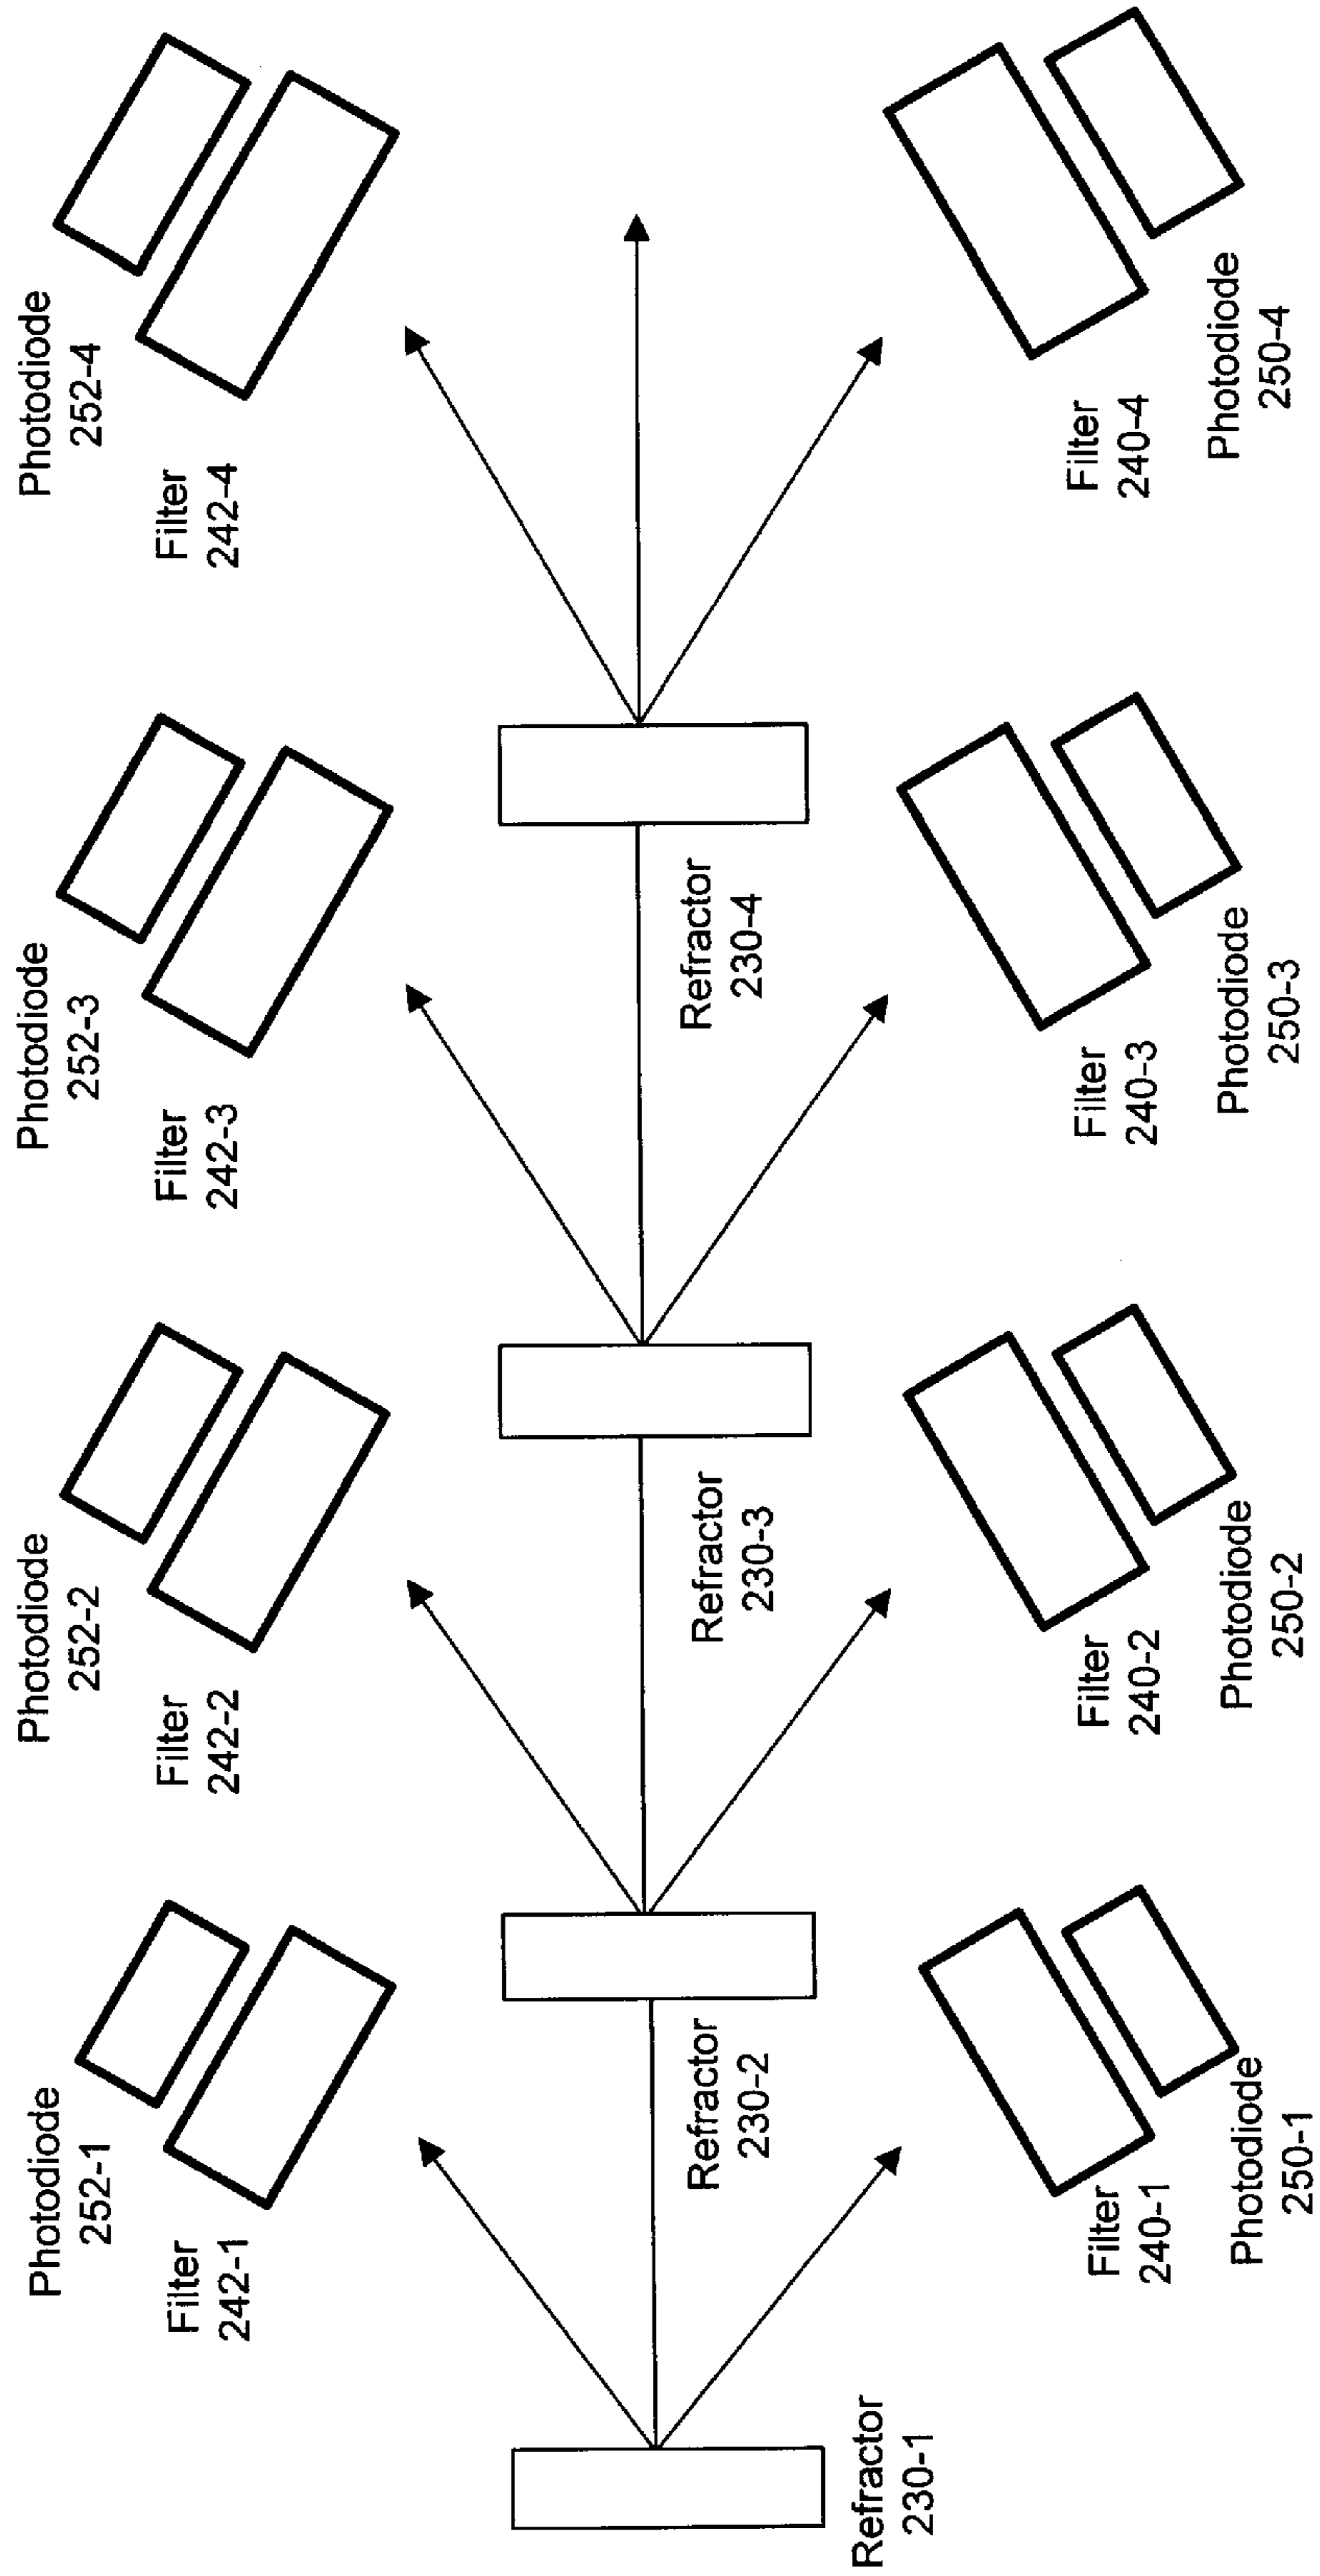 Photodiode
252-1
Filter
242-1
Photodiode
252-2
Filter
242-2
Photodiode
252-3
Filter
242-3
Photodiode
252-4
Filter
242-4
Refractor
230-1
Refractor
230-2
Refractor
230-3
Refractor
230-4
Filter
240-1
Photodiode
250-1
Filter
240-2
Photodiode
250-2
Filter
240-3
Photodiode
250-3
Filter
240-4
Photodiode
250-4